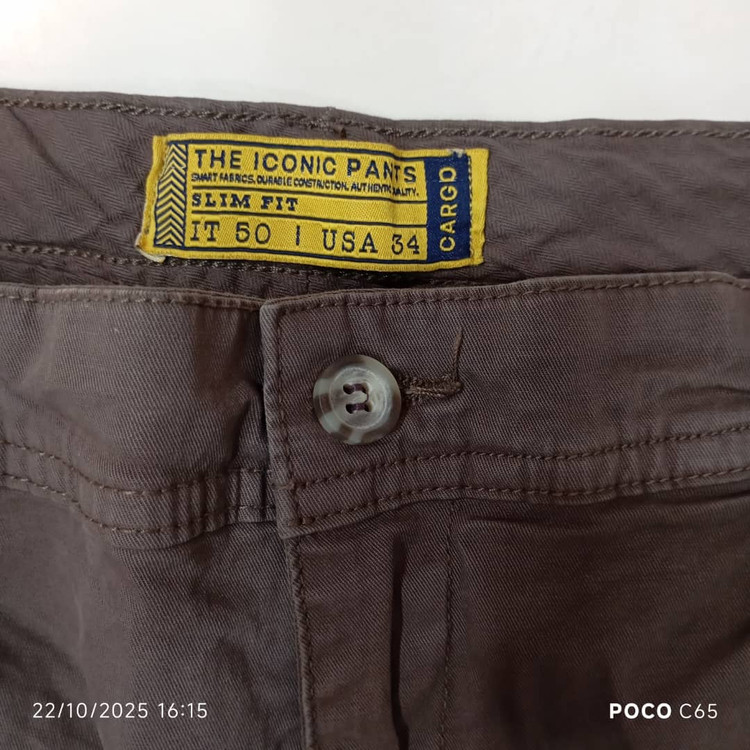 THE ICONIC PANTS
SMART FABRICS, DURABLE CONSTRUCTION, AUTHENTIC QUALITY.
SLIM FIT
IT 50 | USA 34
CARGO
22/10/2025 16:15
POCO C65